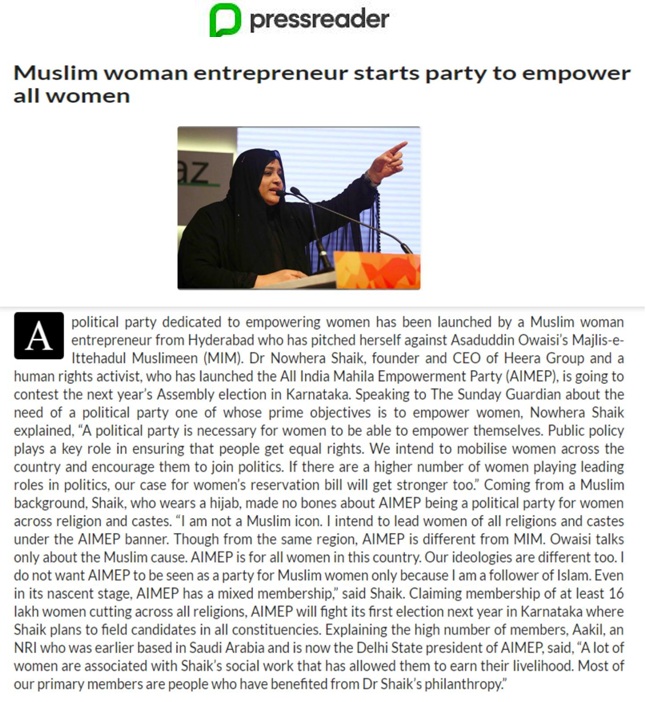 pressreader
Muslim woman entrepreneur starts party to empower
all women
az
A political party dedicated to empowering women has been launched by a Muslim woman
entrepreneur from Hyderabad who has pitched herself against Asaduddin Owaisi's Majlis-e-
Ittehadul Muslimeen (MIM). Dr Nowhera Shaik, founder and CEO of Heera Group and a
human rights activist, who has launched the All India Mahila Empowerment Party (AIMEP), is going to
contest the next year's Assembly election in Karnataka. Speaking to The Sunday Guardian about the
need of a political party one of whose prime objectives is to empower women, Nowhera Shaik
explained, "A political party is necessary for women to be able to empower themselves. Public policy
plays a key role in ensuring that people get equal rights. We intend to mobilise women across the
country and encourage them to join politics. If there are a higher number of women playing leading
roles in politics, our case for women's reservation bill will get stronger too." Coming from a Muslim
background, Shaik, who wears a hijab, made no bones about AIMEP being a political party for women
across religion and castes. "I am not a Muslim icon. I intend to lead women of all religions and castes
under the AIMEP banner. Though from the same region, AIMEP is different from MIM. Owaisi talks
only about the Muslim cause. AIMEP is for all women in this country. Our ideologies are different too. I
do not want AIMEP to be seen as a party for Muslim women only because I am a follower of Islam. Even
in its nascent stage, AIMEP has a mixed membership," said Shaik. Claiming membership of at least 16
lakh women cutting across all religions, AIMEP will fight its first election next year in Karnataka where
Shaik plans to field candidates in all constituencies. Explaining the high number of members, Aakil, an
NRI who was earlier based in Saudi Arabia and is now the Delhi State president of AIMEP, said, "A lot of
women are associated with Shaik's social work that has allowed them to earn their livelihood. Most of
our primary members are people who have benefited from Dr Shaik's philanthropy."